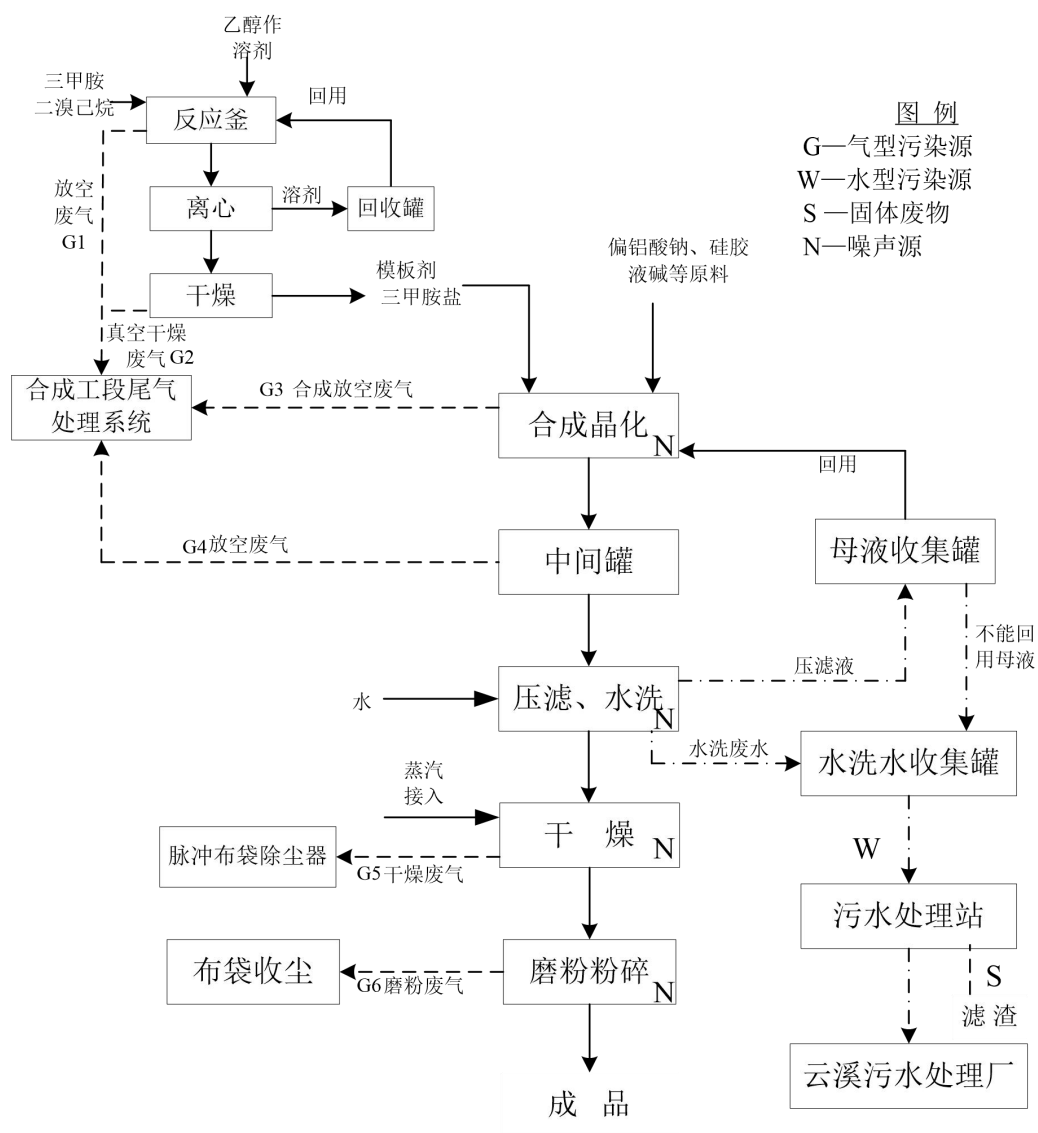 乙醇作
溶剂
三甲胺
二溴己烷
反应釜
回用
图 例
G—气型污染源
W—水型污染源
S—固体废物
N—噪声源
放空
废气
G1
离心
溶剂
回收罐
干燥
模板剂
三甲胺盐
偏铝酸钠、硅胶
液碱等原料
真空干燥
废气G2
合成工段尾气
处理系统
G3 合成放空废气
合成晶化
N
回用
G4放空废气
中间罐
母液收集罐
不能回
用母液
压滤液
水
压滤、水洗
N
水洗废水
水洗水收集罐
蒸汽
接入
干 燥
N
脉冲布袋除尘器
G5干燥废气
W
污水处理站
布袋收尘
G6磨粉废气
磨粉粉碎
N
S
滤 渣
云溪污水处理厂
成 品